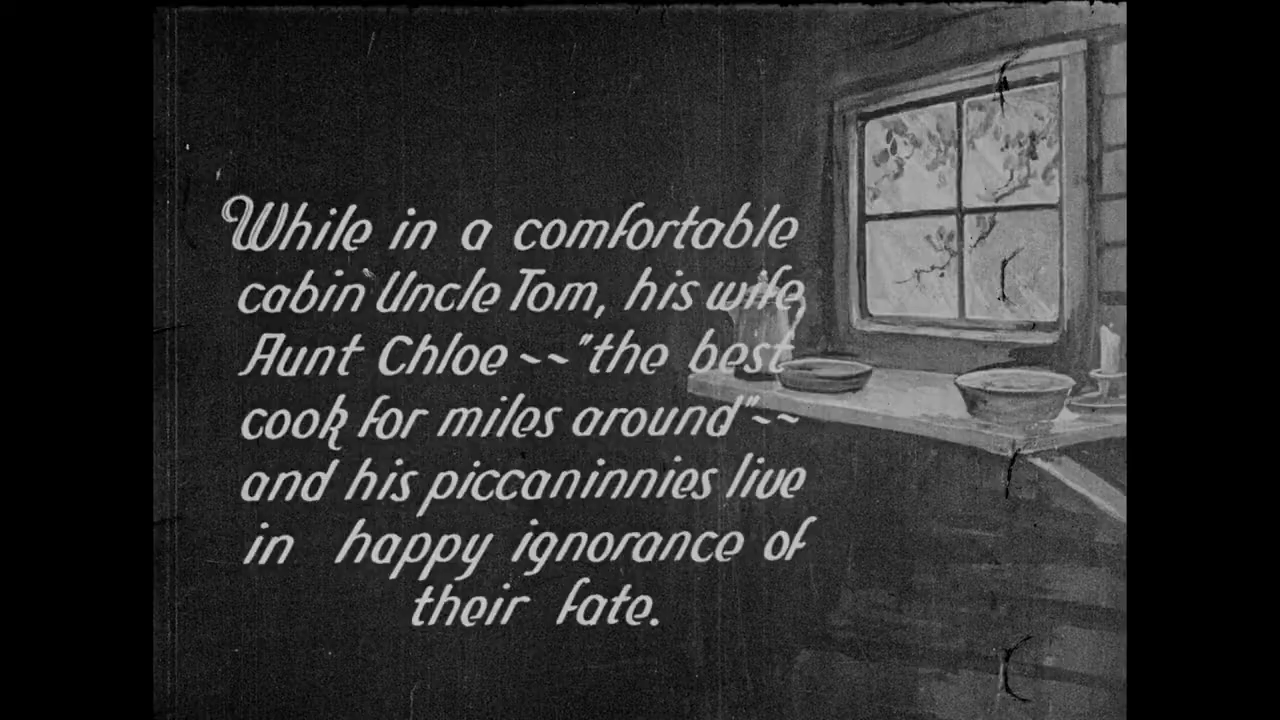 While in a comfortable
cabin Uncle Tom, his wife,
Aunt Chloe ~~ "the best
cook for miles around" ~~
and his piccaninnies live
in happy ignorance of
their fate.